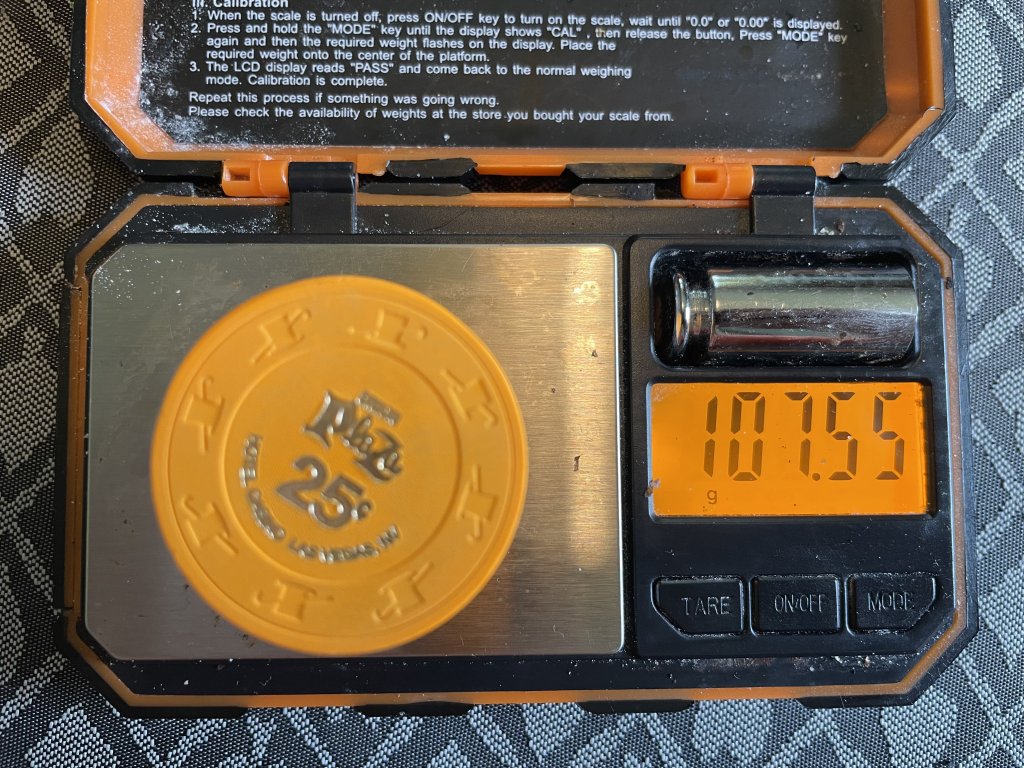 III. Calibration
1. When the scale is turned off, press ON/OFF key to turn on the scale, wait until "0.0" or "0.00" is displayed.
2. Press and hold the "MODE" key until the display shows "CAL" , then release the button, Press "MODE" key
again and then the required weight flashes on the display. Place the
required weight onto the center of the platform.
3. The LCD display reads "PASS" and come back to the normal weighing
mode. Calibration is complete.
Repeat this process if something was going wrong.
Please check the availability of weights at the store you bought your scale from.
Plaza
25¢
HOTEL CASINO LAS VEGAS, NV
107.55
g
TARE
ON/OFF
MODE